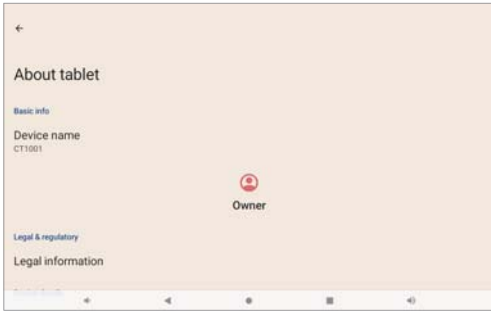 About tablet
Basic info
Device name
CT1001
Owner
Legal & regulatory
Legal information